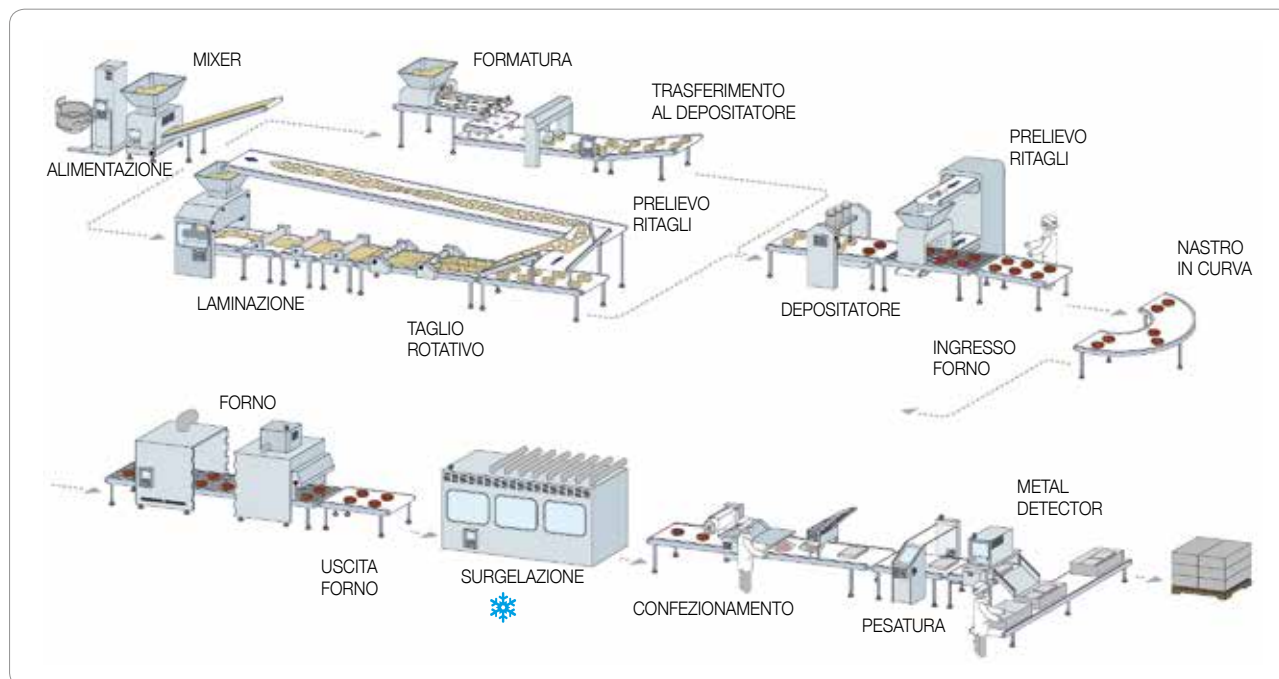 MIXER
FORMATURA
TRASFERIMENTO
AL DEPOSITATORE
ALIMENTAZIONE
PRELIEVO
RITAGLI
PRELIEVO
RITAGLI
NASTRO
IN CURVA
LAMINAZIONE
TAGLIO
ROTATIVO
DEPOSITATORE
INGRESSO
FORNO
FORNO
USCITA
FORNO
SURGELAZIONE
CONFEZIONAMENTO
PESATURA
METAL
DETECTOR